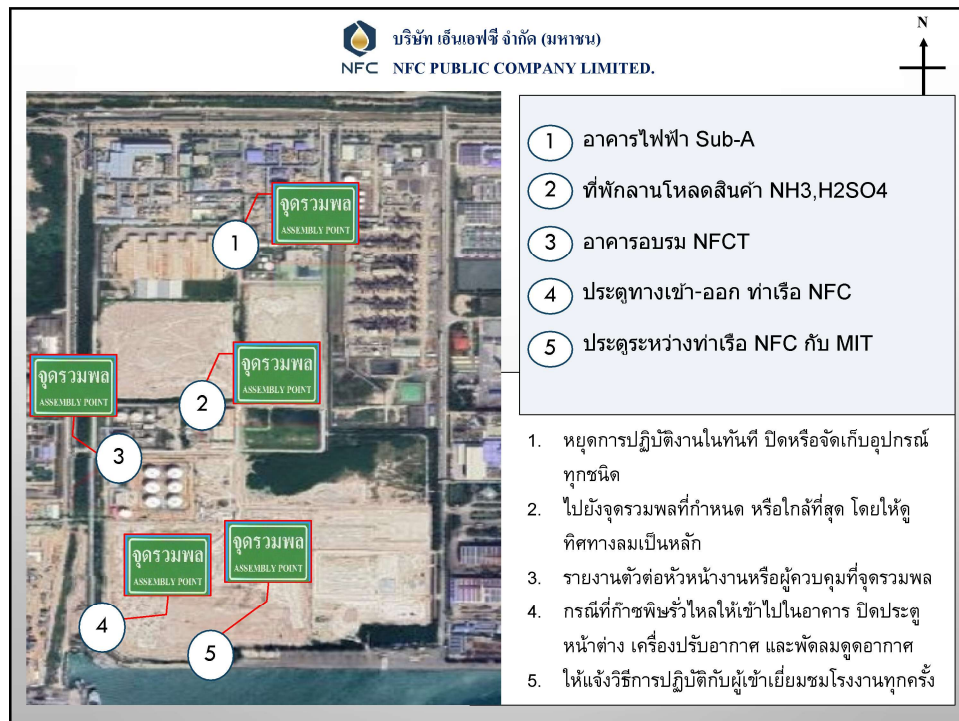 บริษัท เอ็นเอฟซี จำกัด (มหาชน)
NFC
NFC PUBLIC COMPANY LIMITED.
N
จุดรวมพล
ASSEMBLY POINT
1
จุดรวมพล
ASSEMBLY POINT
2
จุดรวมพล
ASSEMBLY POINT
3
จุดรวมพล
ASSEMBLY POINT
4
จุดรวมพล
ASSEMBLY POINT
5
1 อาคารไฟฟ้า Sub-A
2 ที่พักลานโหลดสินค้า NH3,H2SO4
3 อาคารอบรม NFCT
4 ประตูทางเข้า-ออก ท่าเรือ NFC
5 ประตูระหว่างท่าเรือ NFC กับ MIT
1. หยุดการปฏิบัติงานในทันที ปิดหรือจัดเก็บอุปกรณ์
ทุกชนิด
2. ไปยังจุดรวมพลที่กำหนด หรือใกล้ที่สุด โดยให้ดู
ทิศทางลมเป็นหลัก
3. รายงานตัวต่อหัวหน้างานหรือผู้ควบคุมที่จุดรวมพล
4. กรณีที่ก๊าซพิษรั่วไหลให้เข้าไปในอาคาร ปิดประตู
หน้าต่าง เครื่องปรับอากาศ และพัดลมดูดอากาศ
5. ให้แจ้งวิธีการปฏิบัติกับผู้เข้าเยี่ยมชมโรงงานทุกครั้ง